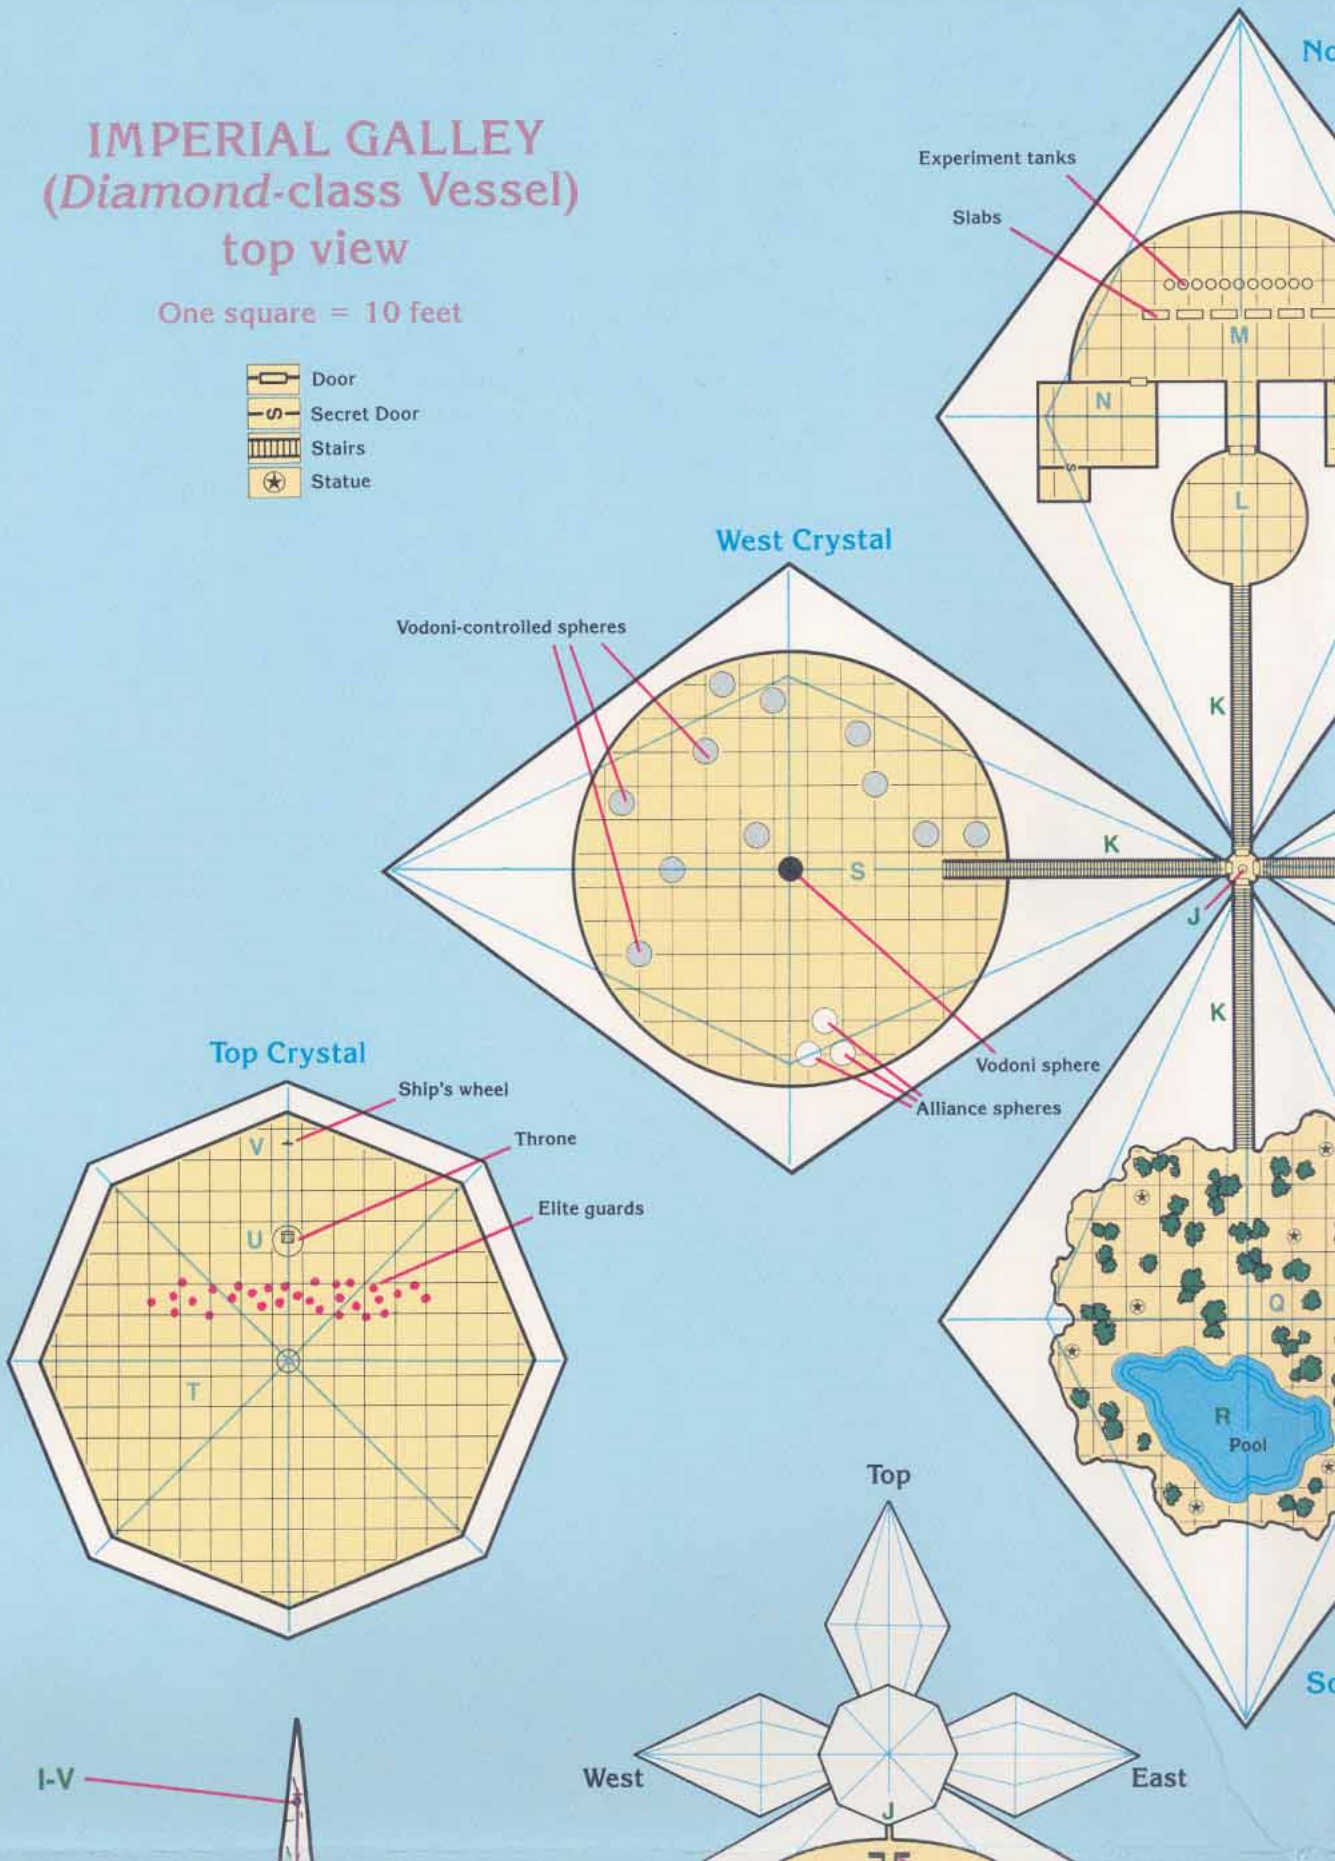 IMPERIAL GALLEY
(Diamond-class Vessel)
top view
One square = 10 feet
Door
S
Secret Door
Stairs
Statue
No
Experiment tanks
Slabs
M
N
S
L
West Crystal
Vodoni-controlled spheres
K
K
S
J
K
Vodoni sphere
Alliance spheres
Top Crystal
Ship's wheel
V
Throne
Elite guards
U
T
Q
R
Pool
Top
So
I-V
West
East
J